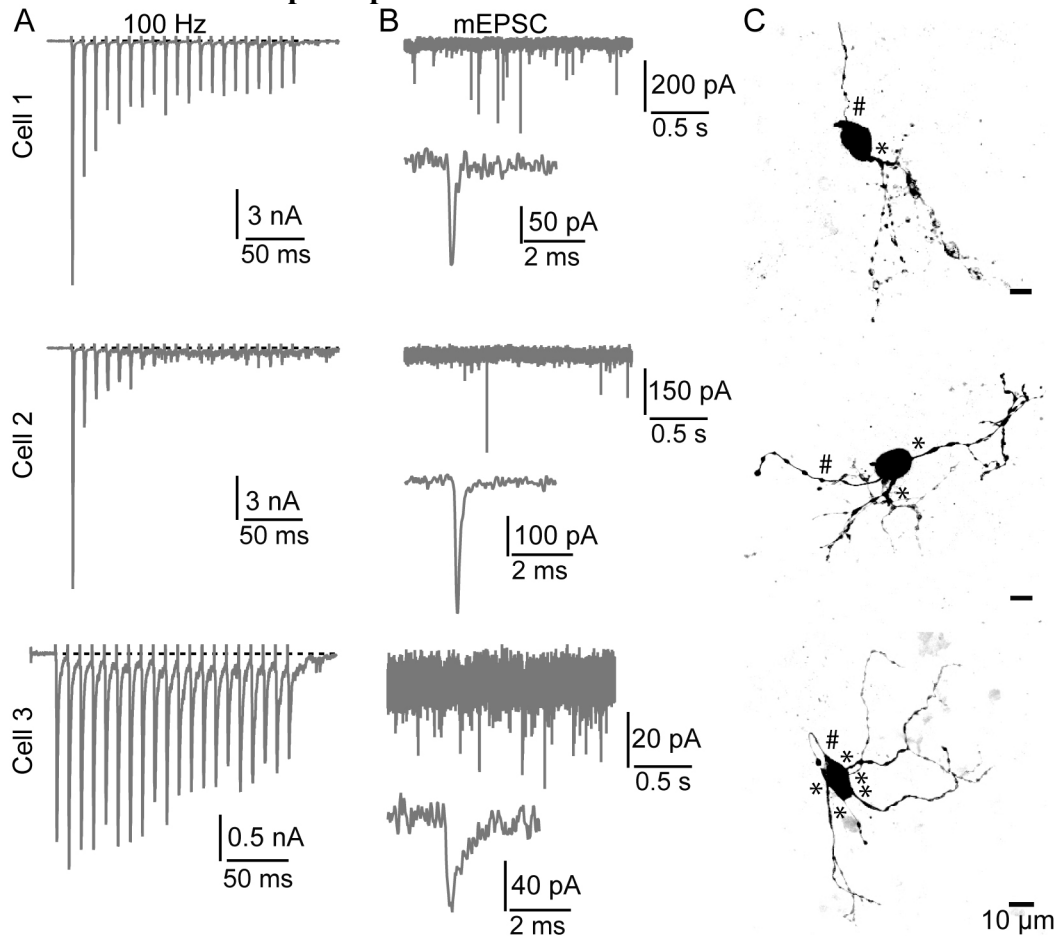 A
100 Hz
B
mEPSC
C
Cell 1
3 nA
50 ms
200 pA
0.5 s
50 pA
2 ms
#
*
Cell 2
3 nA
50 ms
150 pA
0.5 s
100 pA
2 ms
#
*
*
Cell 3
0.5 nA
50 ms
20 pA
0.5 s
40 pA
2 ms
#
*
*
*
*
*
10 µm